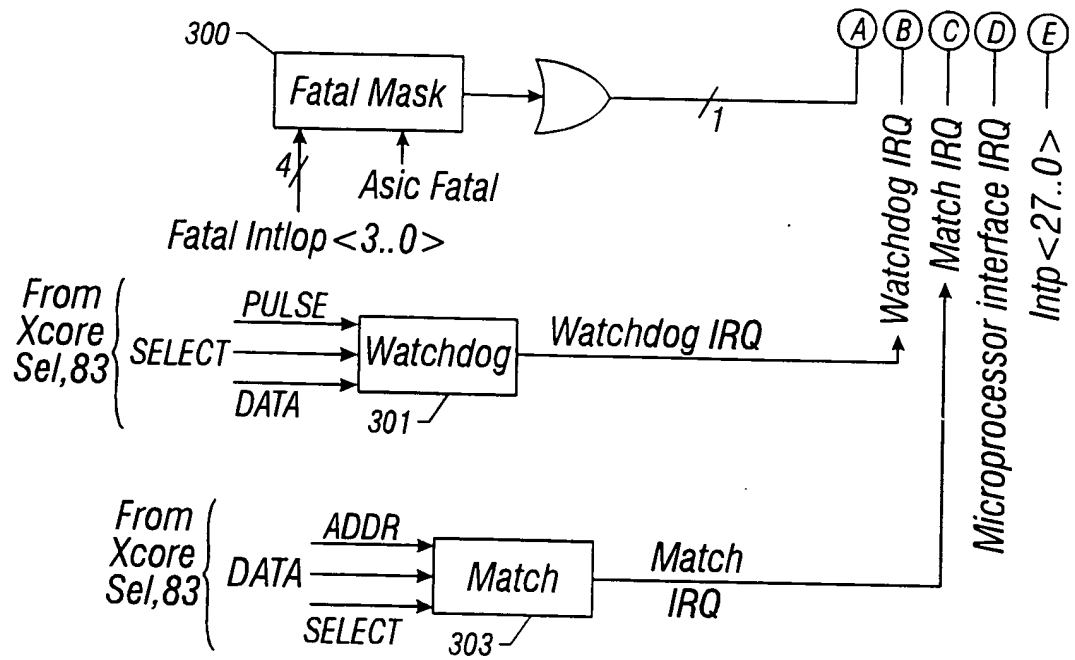 300
Fatal Mask
A B C D E
1
4
Asic Fatal
Fatal Intlop <3..0>
Watchdog IRQ
Match IRQ
Microprocessor interface IRQ
Intp <27..0>
From
Xcore
Sel,83
PULSE
SELECT
DATA
Watchdog
301
Watchdog IRQ
From
Xcore
Sel,83
ADDR
DATA
SELECT
Match
303
Match
IRQ